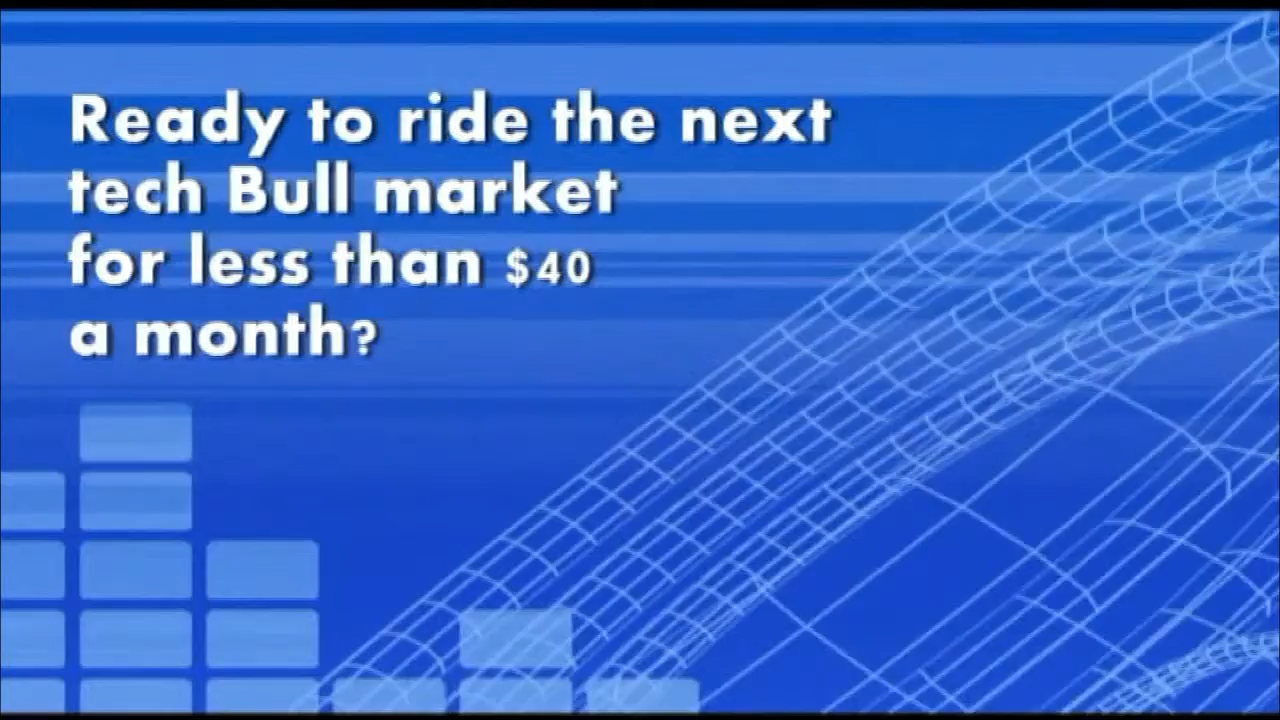 Ready to ride the next
tech Bull market
for less than $40
a month?